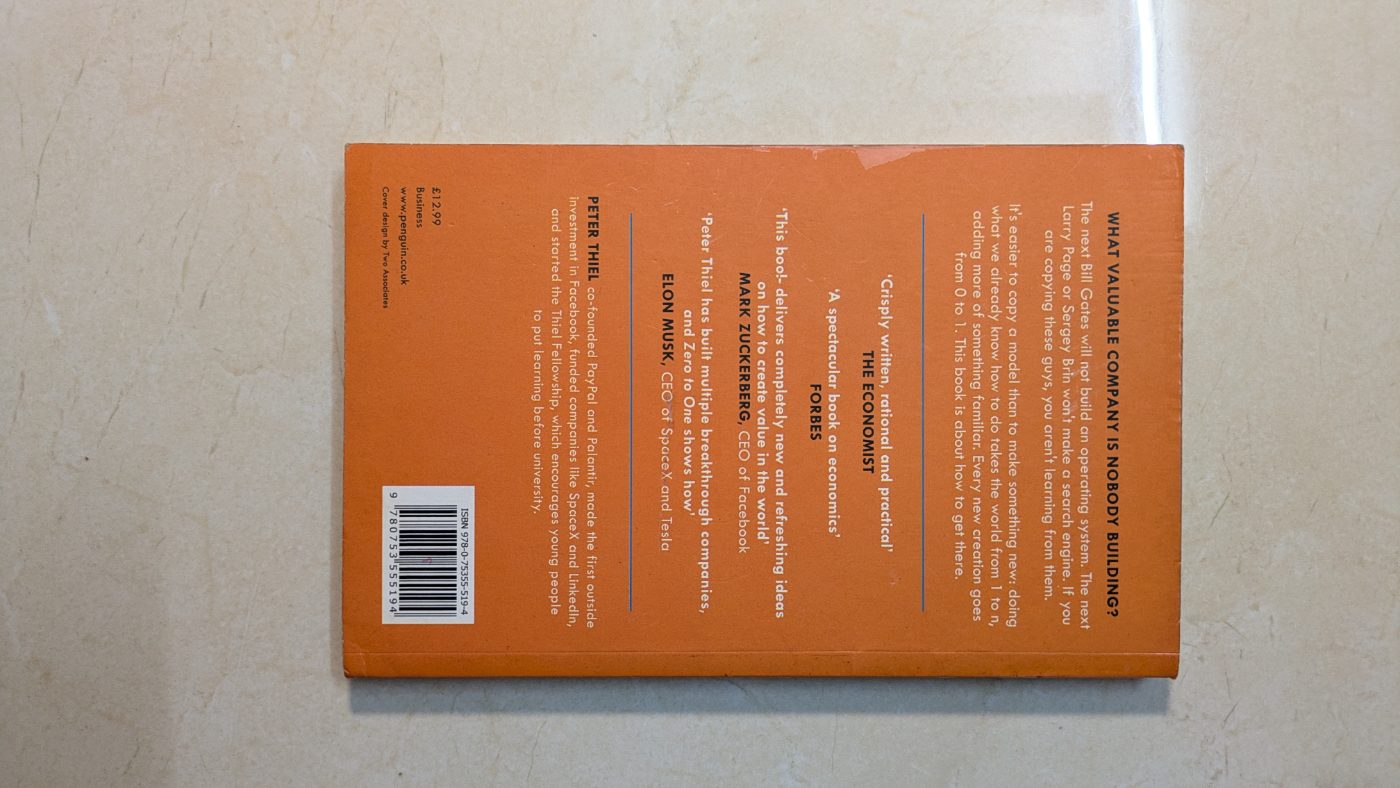 WHAT VALUABLE COMPANY IS NOBODY BUILDING?
The next Bill Gates will not build an operating system. The next
Larry Page or Sergey Brin won't make a search engine. If you
are copying these guys, you aren't learning from them.
It's easier to copy a model than to make something new: doing
what we already know how to do takes the world from 1 to n,
adding more of something familiar. Every new creation goes
from 0 to 1. This book is about how to get there.
'Crisply written, rational and practical'
THE ECONOMIST
'A spectacular book on economics'
FORBES
'This book delivers completely new and refreshing ideas
on how to create value in the world'
MARK ZUCKERBERG, CEO of Facebook
'Peter Thiel has built multiple breakthrough companies,
and Zero to One shows how'
ELON MUSK, CEO of SpaceX and Tesla
PETER THIEL co-founded PayPal and Palantir, made the first outside
investment in Facebook, funded companies like SpaceX and LinkedIn,
and started the Thiel Fellowship, which encourages young people
to put learning before university.
£12.99
Business
www.penguin.co.uk
Cover design by Two Associates
ISBN 978-0-75355-519-4
9 780753 555194